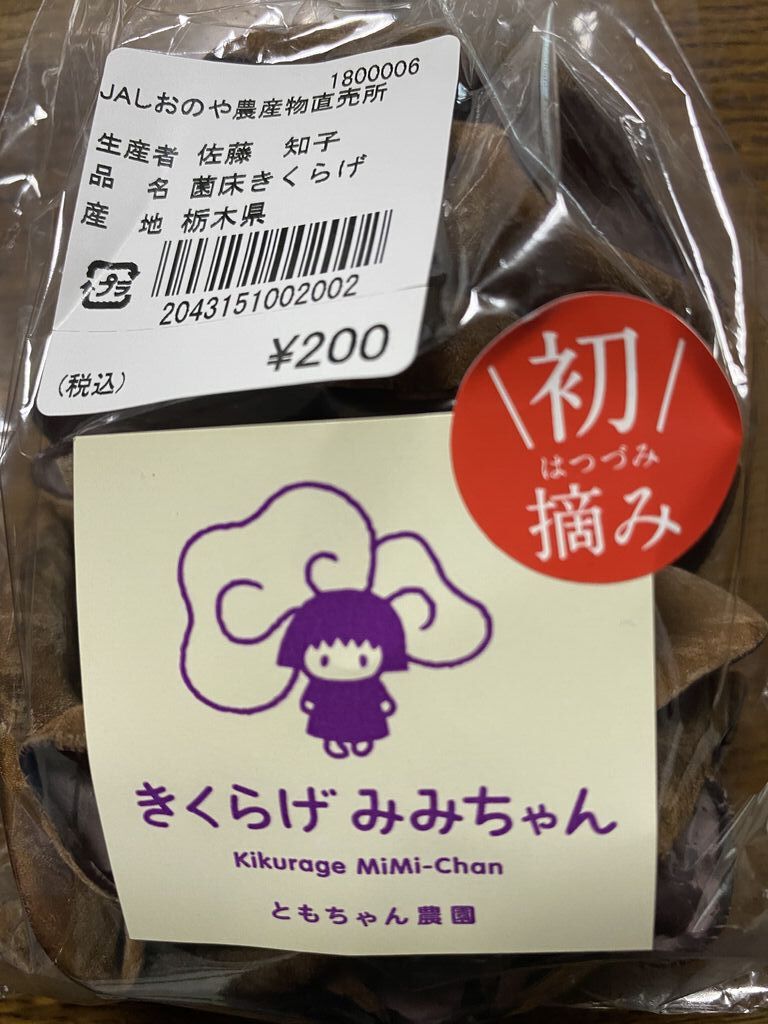 1800006
JAしおのや農産物直売所
生産者 佐藤 知子
品 名 菌床きくらげ
産 地 栃木県
プラ
2043151002002
¥200
(税込)
初
はつづみ
摘み
きくらげ みみちゃん
Kikurage MiMi-Chan
ともちゃん農園